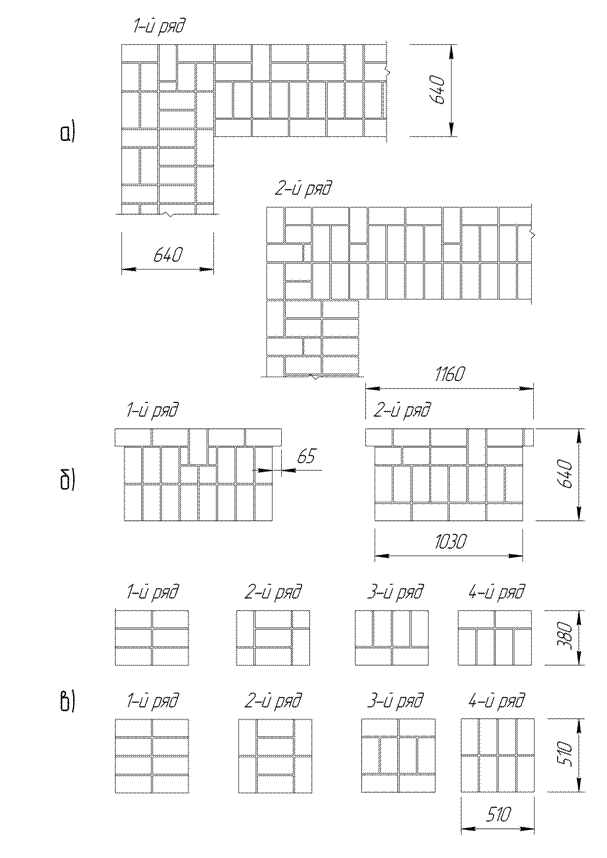 1-й ряд
640
а)
2-й ряд
640
1160
1-й ряд
2-й ряд
65
б)
640
1030
1-й ряд
2-й ряд
3-й ряд
4-й ряд
380
в)
1-й ряд
2-й ряд
3-й ряд
4-й ряд
510
510